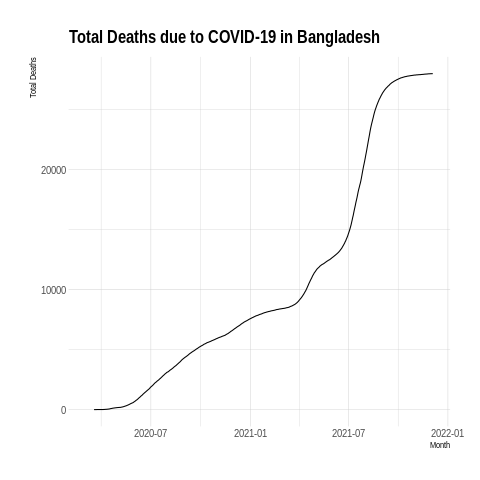 Total Deaths due to COVID-19 in Bangladesh
Total Deaths
20000
10000
0
2020-07 2021-01 2021-07 2022-01
Month